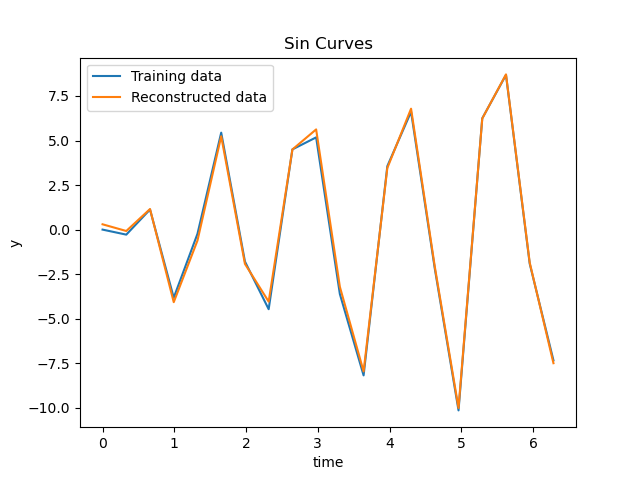 Sin Curves
Training data
Reconstructed data
7.5
5.0
2.5
0.0
−2.5
−5.0
−7.5
−10.0
y
0 1 2 3 4 5 6
time